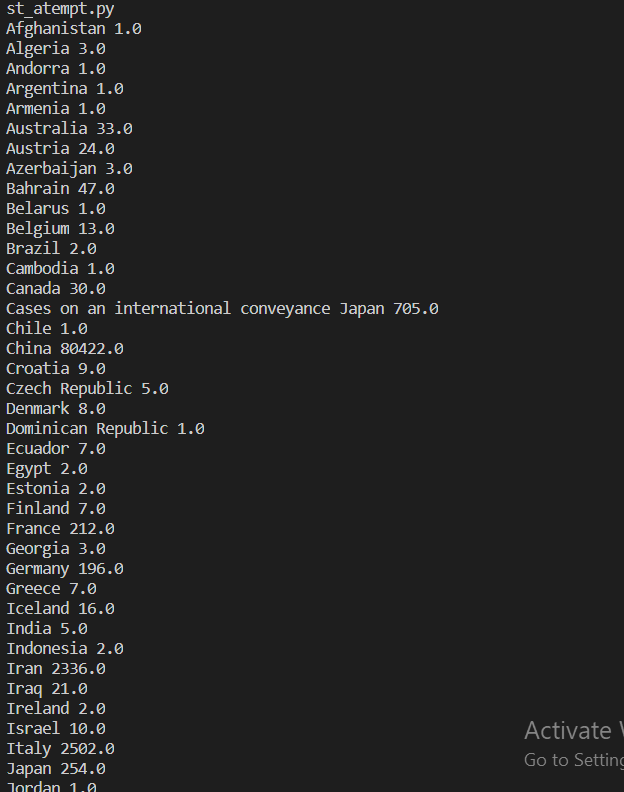 st_atempt.py
Afghanistan 1.0
Algeria 3.0
Andorra 1.0
Argentina 1.0
Armenia 1.0
Australia 33.0
Austria 24.0
Azerbaijan 3.0
Bahrain 47.0
Belarus 1.0
Belgium 13.0
Brazil 2.0
Cambodia 1.0
Canada 30.0
Cases on an international conveyance Japan 705.0
Chile 1.0
China 80422.0
Croatia 9.0
Czech Republic 5.0
Denmark 8.0
Dominican Republic 1.0
Ecuador 7.0
Egypt 2.0
Estonia 2.0
Finland 7.0
France 212.0
Georgia 3.0
Germany 196.0
Greece 7.0
Iceland 16.0
India 5.0
Indonesia 2.0
Iran 2336.0
Iraq 21.0
Ireland 2.0
Israel 10.0
Italy 2502.0
Japan 254.0
Jordan 1.0
Activate
Go to Setting